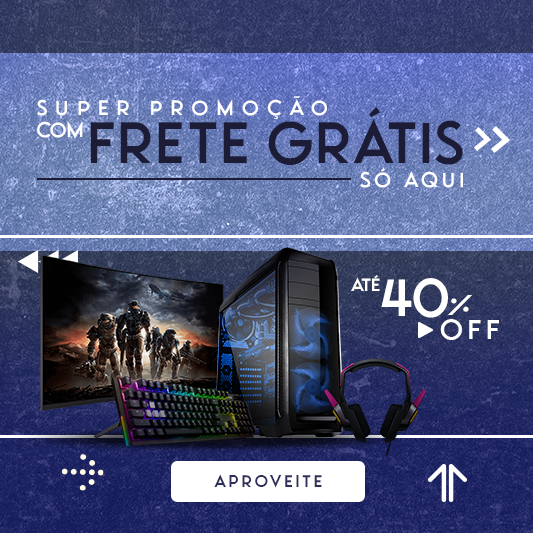 SUPER PROMOÇÃO
COM FRETE GRÁTIS
SÓ AQUI
ATÉ 40%
OFF
APROVEITE